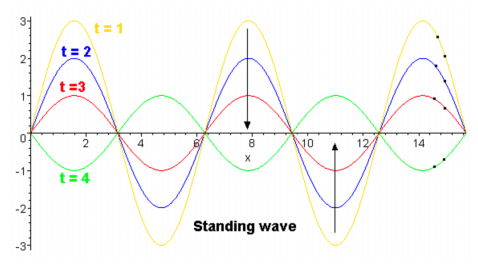 3
t = 1
2
t = 2
1
t =3
0
2
4
6
8
10
12
14
x
-1
t = 4
-2
Standing wave
-3